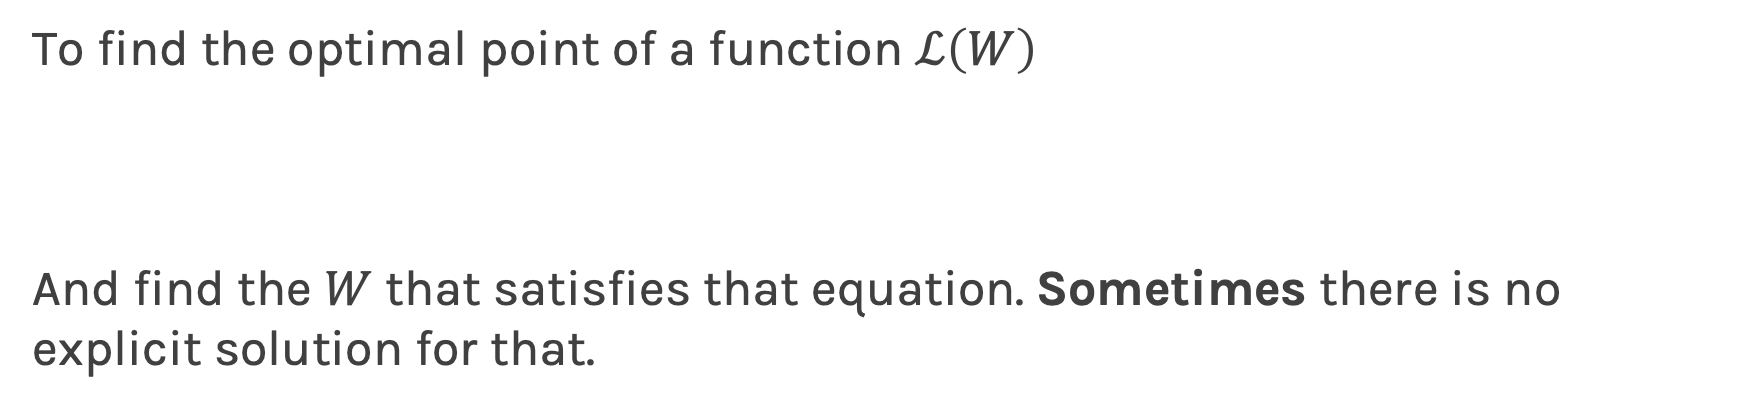 To find the optimal point of a function ℒ(W)
And find the W that satisfies that equation. Sometimes there is no
explicit solution for that.